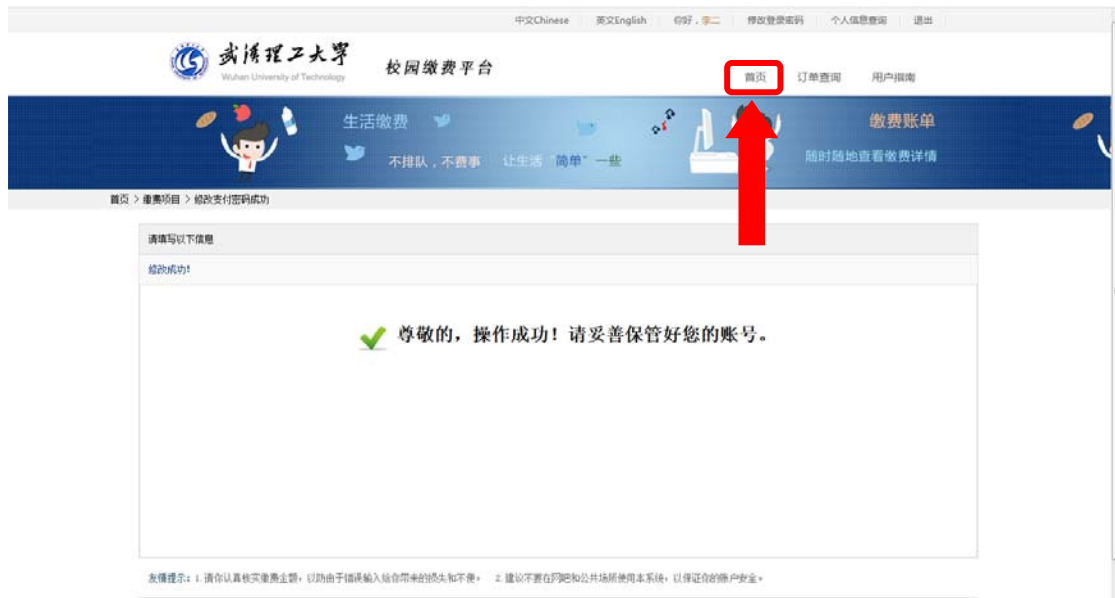 中文Chinese 英文English 你好，李二 修改登录密码 个人信息查询 退出
武汉理工大学
Wuhan University of Technology
校园缴费平台
首页 订单查询 用户指南
生活缴费
不排队，不费事 让生活“简单”一些
缴费账单
随时随地查看缴费详情
首页 > 缴费项目 > 修改支付密码成功
请填写以下信息
修改成功!
尊敬的，操作成功！请妥善保管好您的账号。
友情提示：1. 请你认真核实缴费金额，以防由于错误输入给你带来的损失和不便。 2. 建议不要在网吧和公共场所使用本系统，以保证你的账户安全。